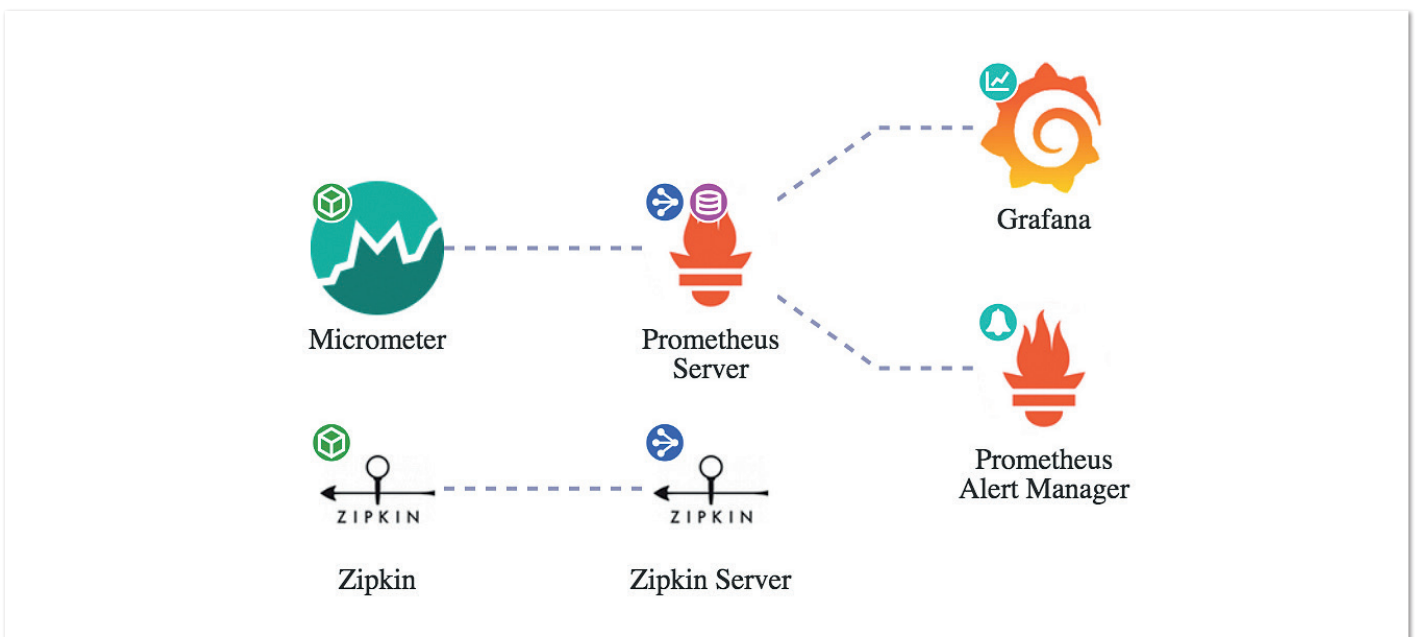 Grafana
Micrometer
Prometheus
Server
Prometheus
Alert Manager
ZIPKIN
ZIPKIN
Zipkin
Zipkin Server